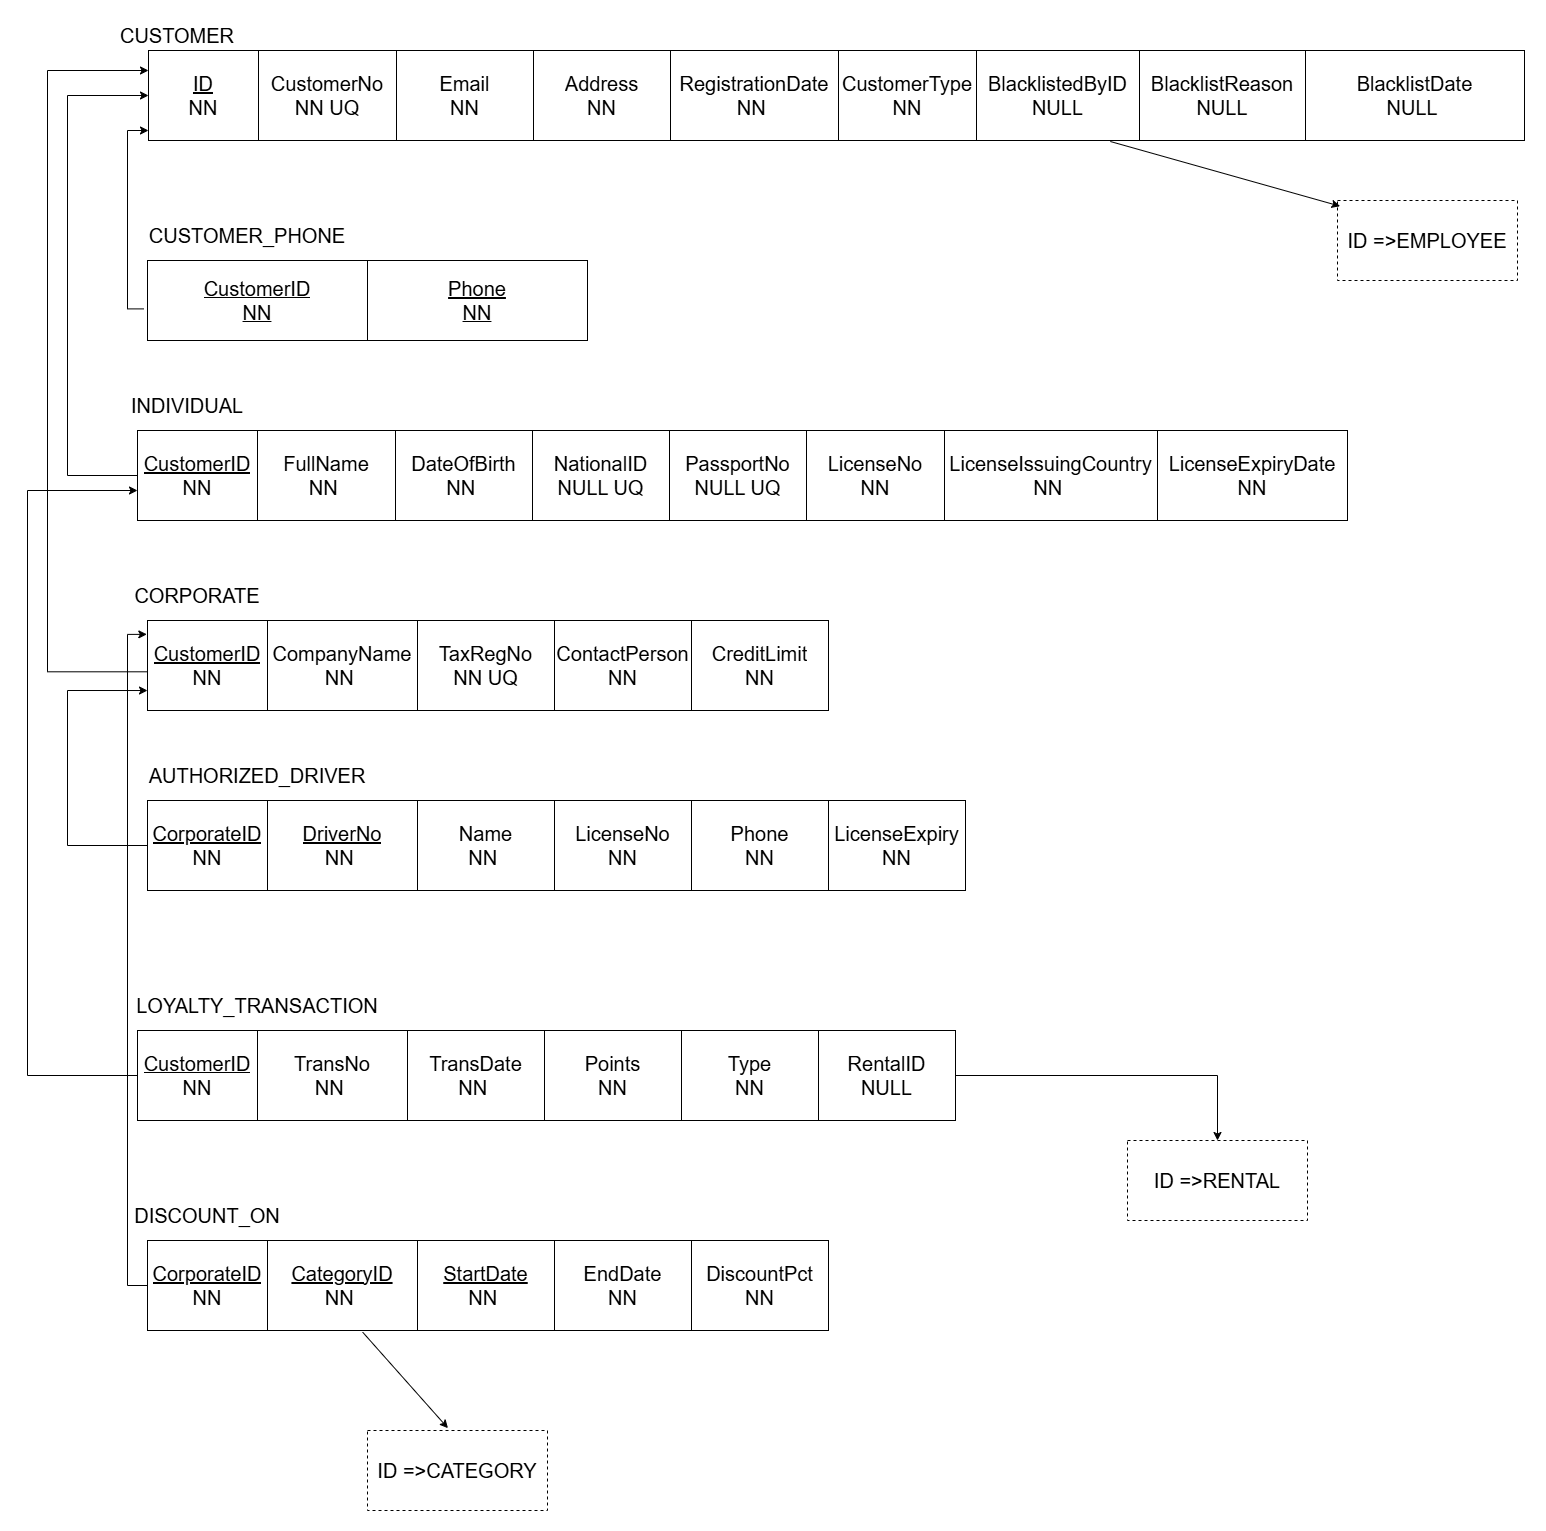 CUSTOMER
ID CustomerNo Email Address RegistrationDate CustomerType BlacklistedByID BlacklistReason BlacklistDate
NN NN UQ NN NN NN NN NULL NULL NULL
ID =>EMPLOYEE
CUSTOMER_PHONE
CustomerID Phone
NN NN
INDIVIDUAL
CustomerID FullName DateOfBirth NationalID PassportNo LicenseNo LicenseIssuingCountry LicenseExpiryDate
NN NN NN NULL UQ NULL UQ NN NN NN
CORPORATE
CustomerID CompanyName TaxRegNo ContactPerson CreditLimit
NN NN NN UQ NN NN
AUTHORIZED_DRIVER
CorporateID DriverNo Name LicenseNo Phone LicenseExpiry
NN NN NN NN NN NN
LOYALTY_TRANSACTION
CustomerID TransNo TransDate Points Type RentalID
NN NN NN NN NN NULL
ID =>RENTAL
DISCOUNT_ON
CorporateID CategoryID StartDate EndDate DiscountPct
NN NN NN NN NN
ID =>CATEGORY